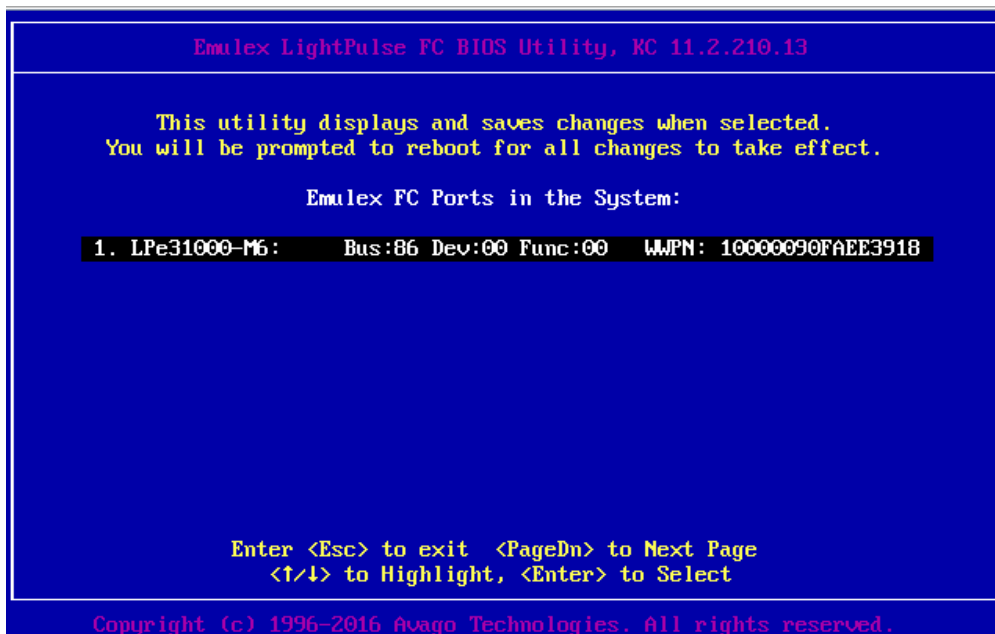 Emulex LightPulse FC BIOS Utility, KC 11.2.210.13
This utility displays and saves changes when selected.
You will be prompted to reboot for all changes to take effect.
Emulex FC Ports in the System:
1. LPe31000-M6: Bus:86 Dev:00 Func:00 WWPN: 10000090FAEE3918
Enter <Esc> to exit <PageDn> to Next Page
<↑/↓> to Highlight, <Enter> to Select
Copyright (c) 1996-2016 Avago Technologies. All rights reserved.